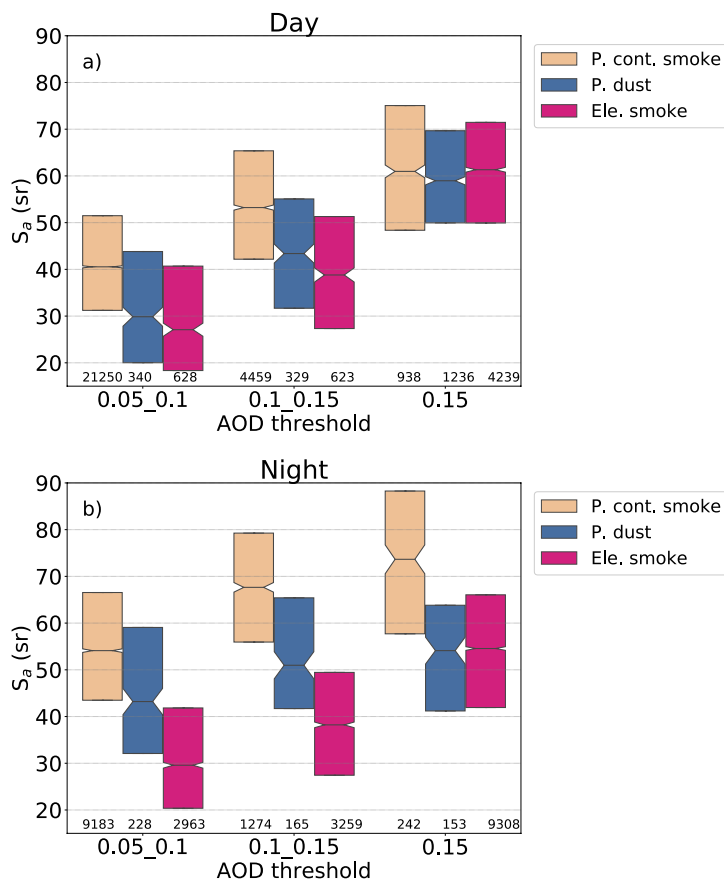 Day
a)
90
80
70
60
50
40
30
20
Sₐ (sr)
21250 340 628 4459 329 623 938 1236 4239
0.05_0.1 0.1_0.15 0.15
AOD threshold
P. cont. smoke
P. dust
Ele. smoke
Night
b)
90
80
70
60
50
40
30
20
Sₐ (sr)
9183 228 2963 1274 165 3259 242 153 9308
0.05_0.1 0.1_0.15 0.15
AOD threshold
P. cont. smoke
P. dust
Ele. smoke